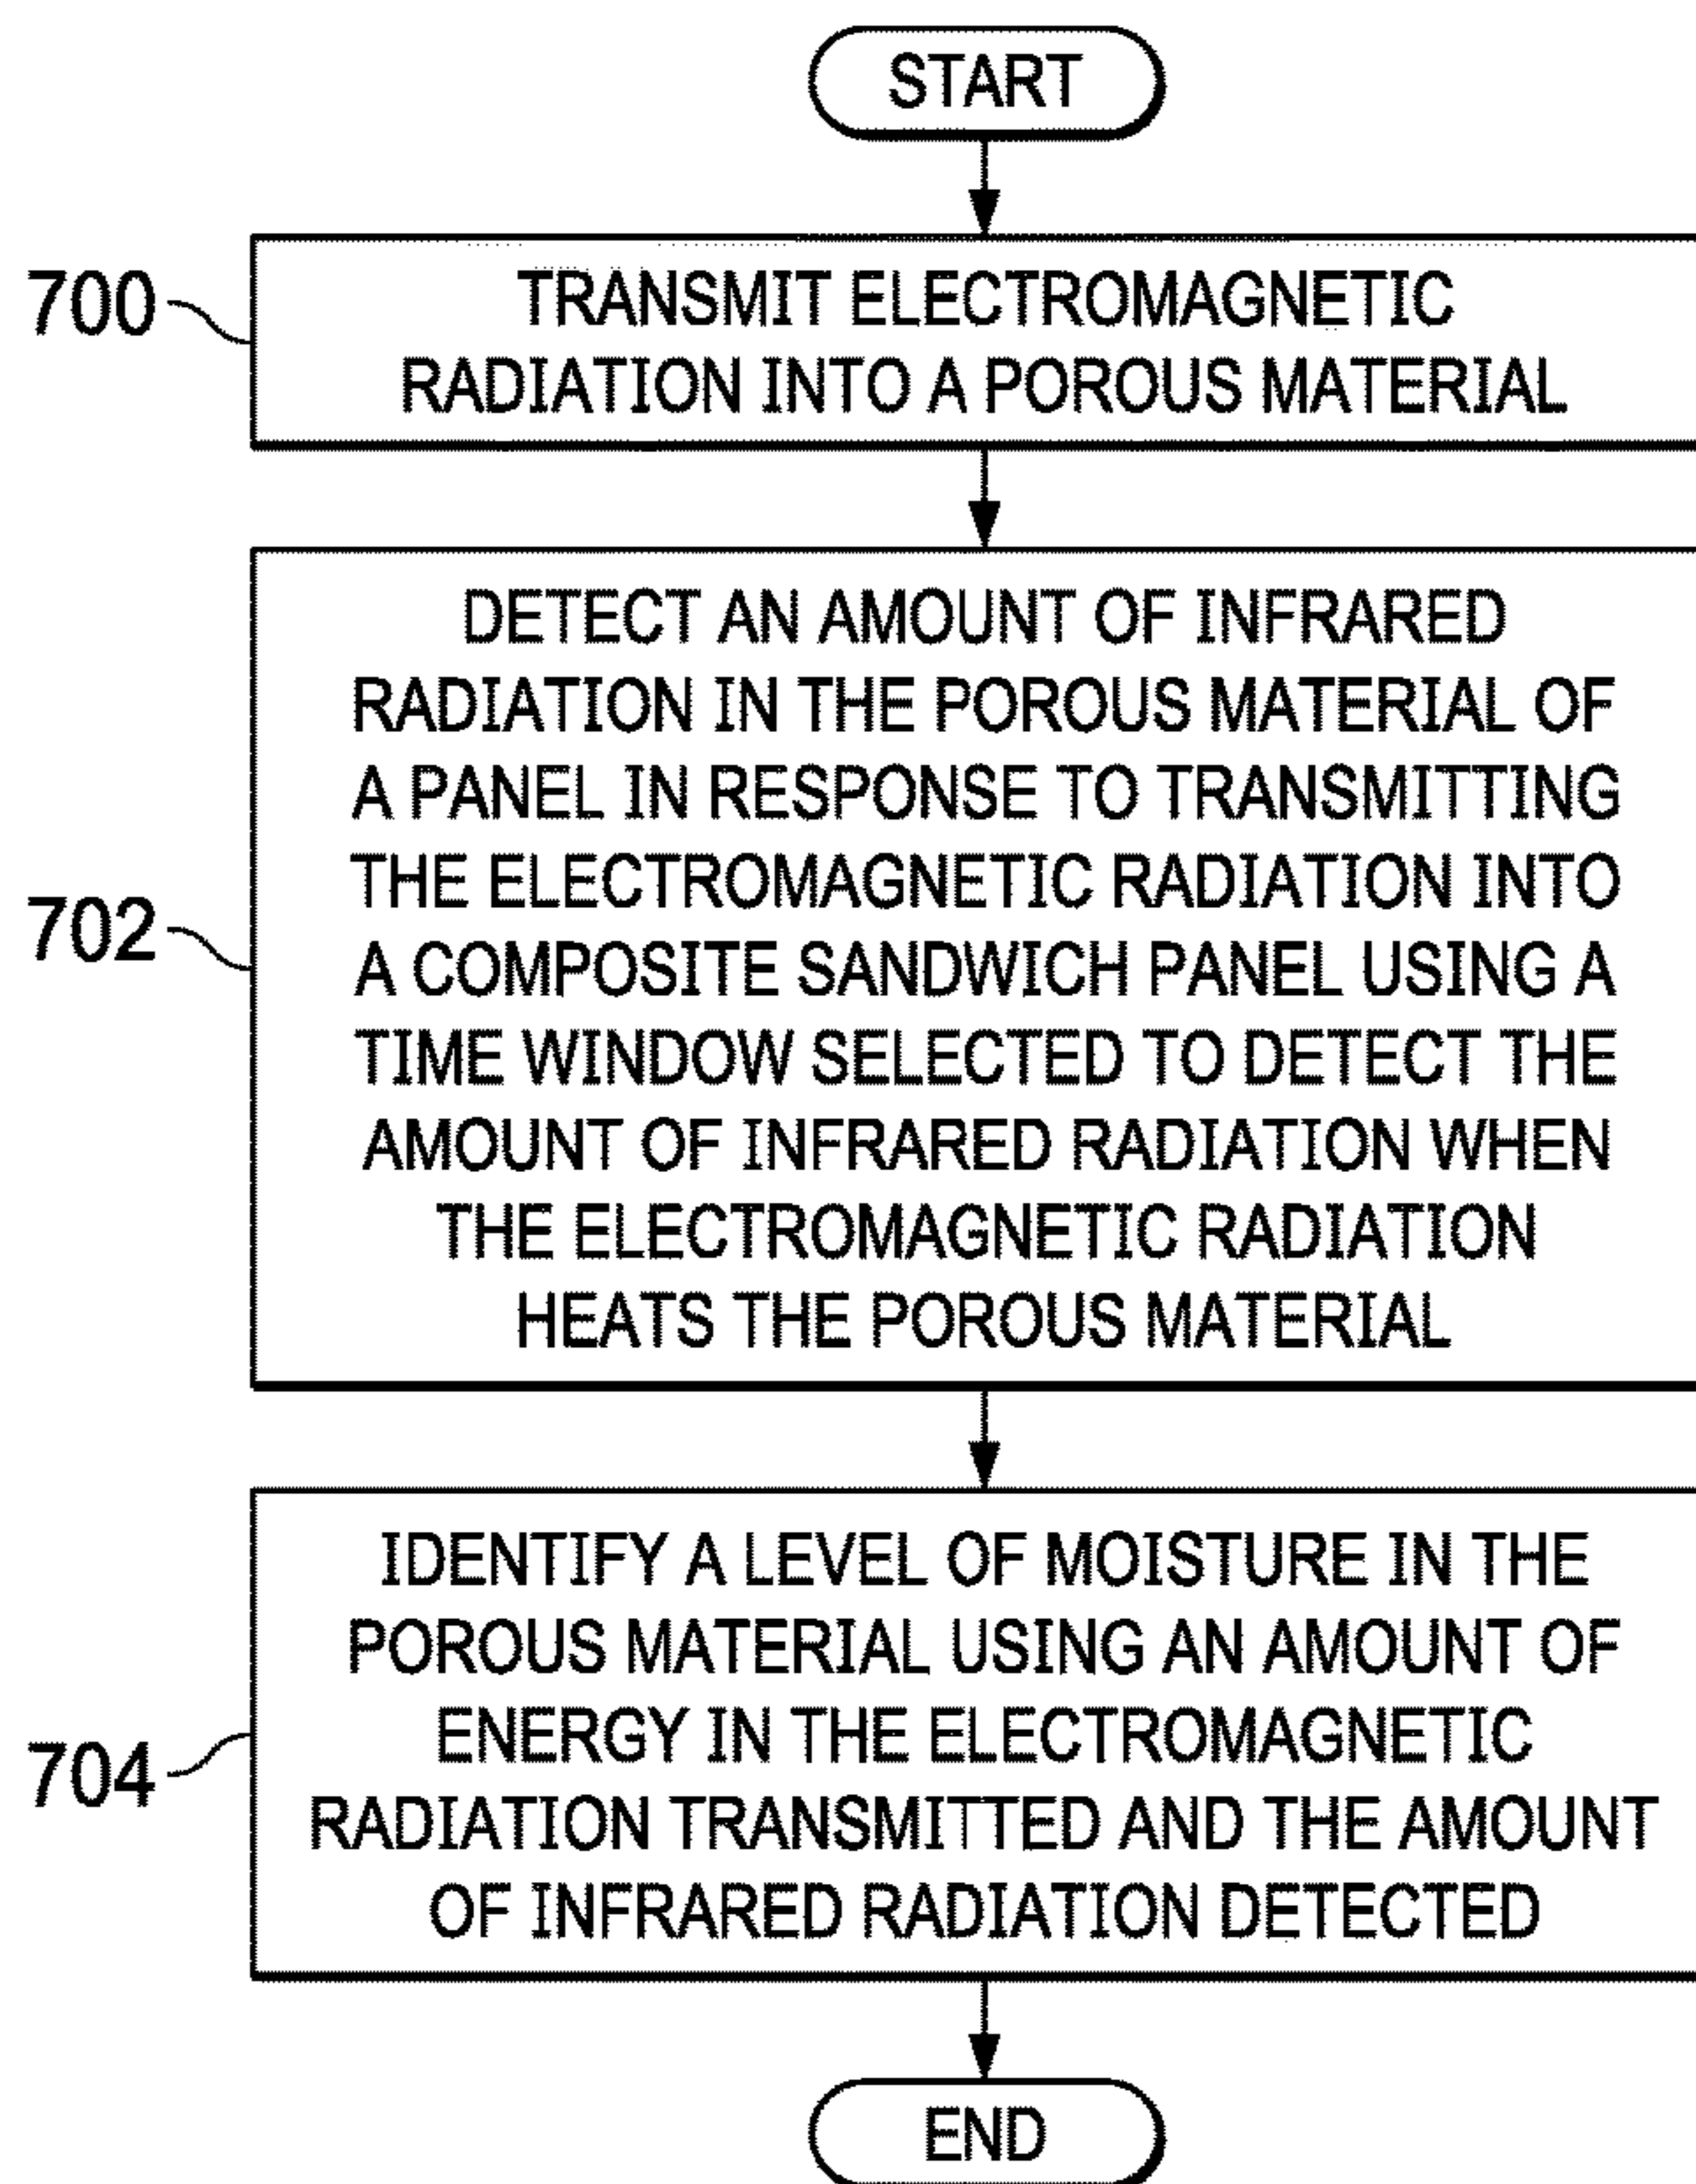 START
700
TRANSMIT ELECTROMAGNETIC
RADIATION INTO A POROUS MATERIAL
702
DETECT AN AMOUNT OF INFRARED
RADIATION IN THE POROUS MATERIAL OF
A PANEL IN RESPONSE TO TRANSMITTING
THE ELECTROMAGNETIC RADIATION INTO
A COMPOSITE SANDWICH PANEL USING A
TIME WINDOW SELECTED TO DETECT THE
AMOUNT OF INFRARED RADIATION WHEN
THE ELECTROMAGNETIC RADIATION
HEATS THE POROUS MATERIAL
704
IDENTIFY A LEVEL OF MOISTURE IN THE
POROUS MATERIAL USING AN AMOUNT OF
ENERGY IN THE ELECTROMAGNETIC
RADIATION TRANSMITTED AND THE AMOUNT
OF INFRARED RADIATION DETECTED
END